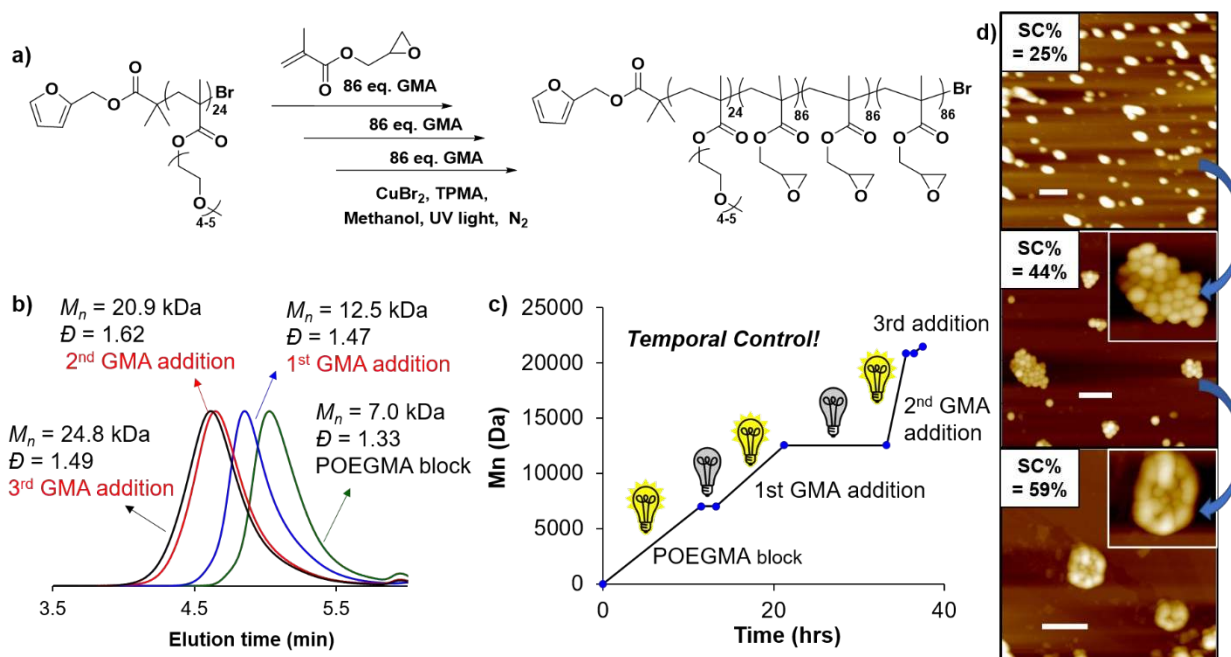 a)
O
O
O
24
Br
O
O
O
4-5
O
O
O
86 eq. GMA
86 eq. GMA
86 eq. GMA
CuBr2, TPMA,
Methanol, UV light, N2
O
O
O
24
86
86
86
Br
O
O
O
O
O
O
O
O
O
O
O
O
4-5
b)
Mn = 20.9 kDa
Đ = 1.62
2nd GMA addition
Mn = 12.5 kDa
Đ = 1.47
1st GMA addition
Mn = 24.8 kDa
Đ = 1.49
3rd GMA addition
Mn = 7.0 kDa
Đ = 1.33
POEGMA block
3.5
4.5
5.5
Elution time (min)
c)
Mn (Da)
25000
20000
15000
10000
5000
0
Temporal Control!
3rd addition
2nd GMA
addition
1st GMA addition
POEGMA block
0
20
40
Time (hrs)
d)
SC%
= 25%
SC%
= 44%
SC%
= 59%